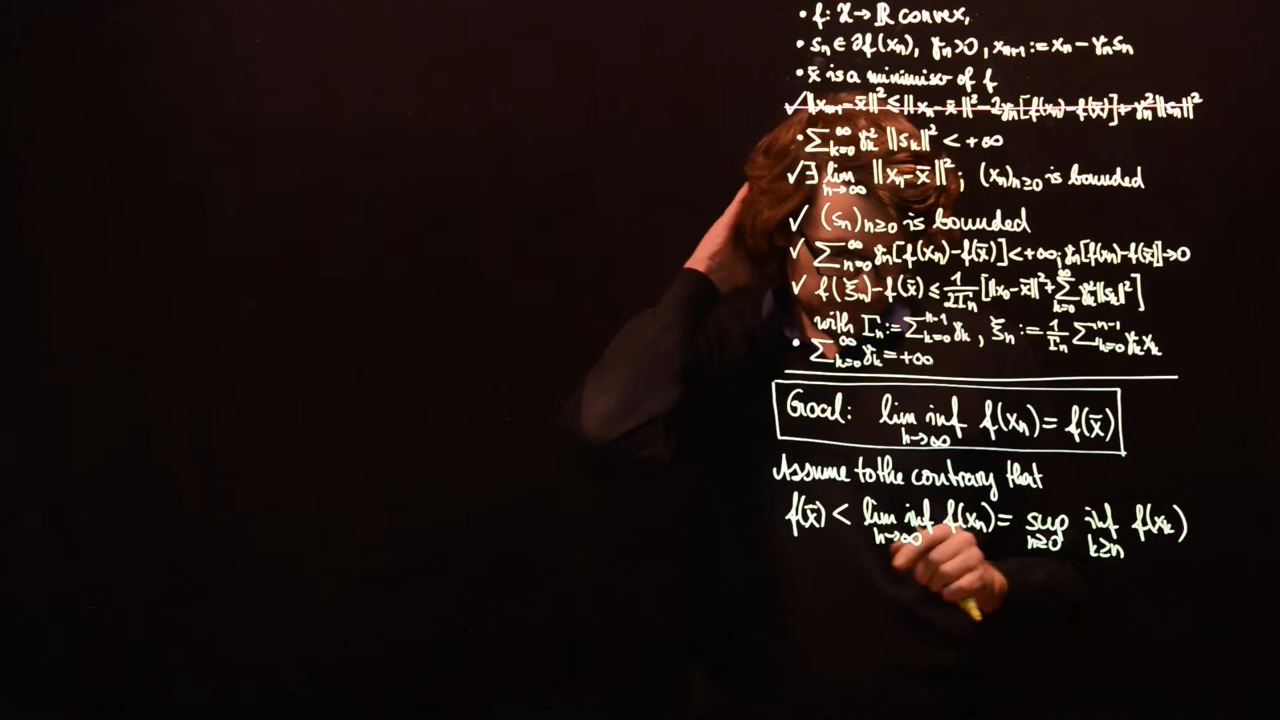 • f: X → ℝ convex,
• sₙ ∈ ∂f(xₙ), γₙ > 0, xₙ₊₁ := xₙ − γₙsₙ
• x̄ is a minimiser of f
✓ ‖xₙ₊₁ − x̄‖² ≤ ‖xₙ − x̄‖² − 2γₙ[f(xₙ) − f(x̄)] + γₙ²‖sₙ‖²
• ∑_{k=0}^∞ γₖ² ‖sₖ‖² < +∞
✓ ∃ lim_{n→∞} ‖xₙ − x̄‖²; (xₙ)ₙ≥₀ is bounded
✓ (sₙ)ₙ≥₀ is bounded
✓ ∑_{n=0}^∞ γₙ[f(xₙ) − f(x̄)] < +∞; γₙ[f(xₙ) − f(x̄)] → 0
✓ f(ξₙ) − f(x̄) ≤ 1/(2Γₙ) [‖x₀ − x̄‖² + ∑_{k=0}^∞ γₖ²‖sₖ‖²]
with Γₙ := ∑_{k=0}^{n-1} γₖ, ξₙ := 1/Γₙ ∑_{k=0}^{n-1} γₖxₖ
• ∑_{k=0}^∞ γₖ = +∞
Goal: lim inf_{n→∞} f(xₙ) = f(x̄)
Assume to the contrary that
f(x̄) < lim inf_{n→∞} f(xₙ) = sup_{n≥0} inf_{k≥n} f(xₖ)